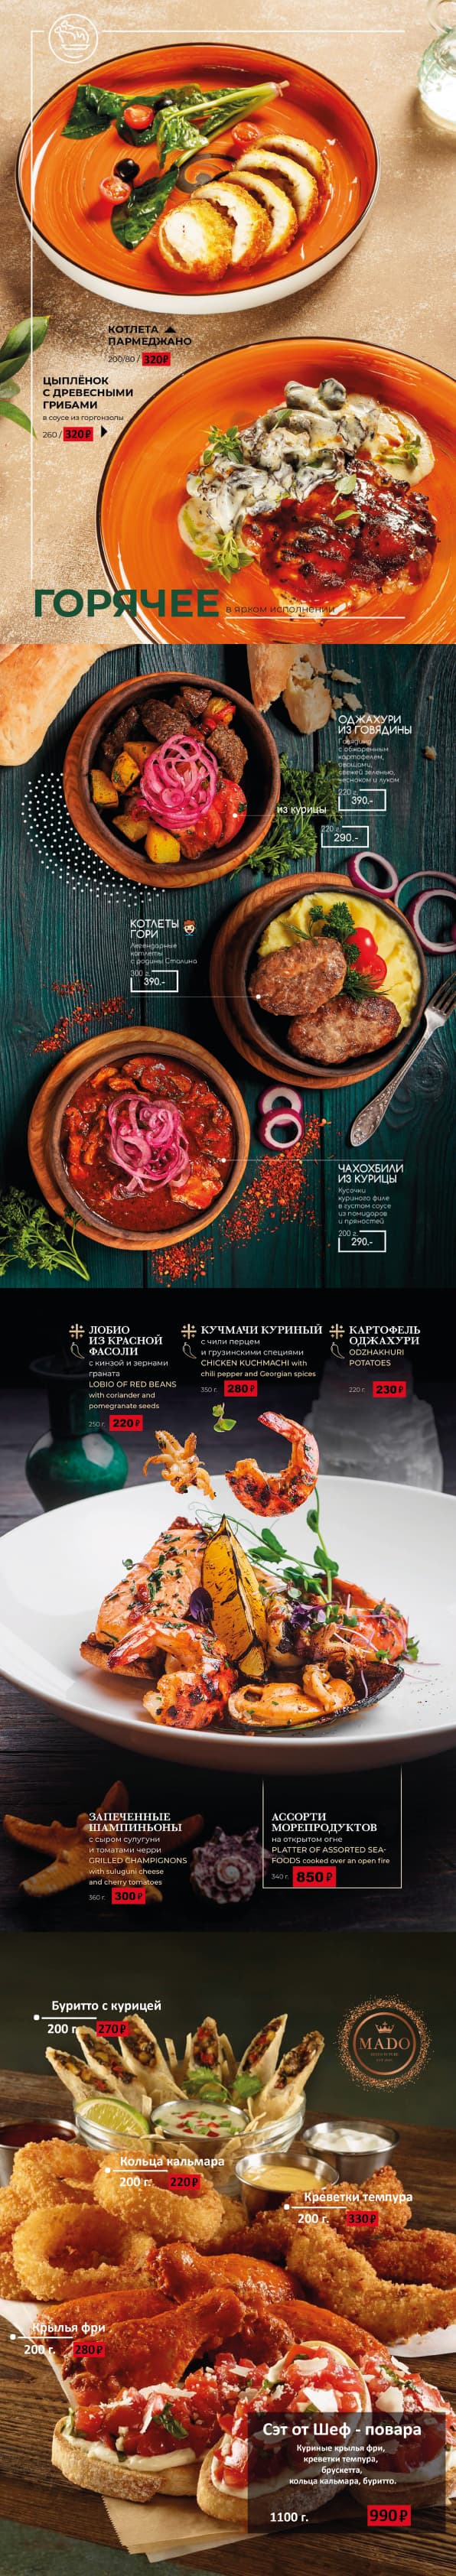 КОТЛЕТА
ПАРМЕДЖАНО
200/80 / 320₽
ЦЫПЛЁНОК
С ДРЕВЕСНЫМИ
ГРИБАМИ
в соусе из горгонзолы
260 / 320₽
ГОРЯЧЕЕ в ярком исполнении
ОДЖАХУРИ
ИЗ ГОВЯДИНЫ
Говядина
с обжаренным
картофелем,
овощами,
свежей зеленью,
чесноком и луком
220 г.
390.-
из курицы
220 г.
290.-
КОТЛЕТЫ
ГОРИ
Легендарные
котлеты
с родины Сталина
300 г.
390.-
ЧАХОХБИЛИ
ИЗ КУРИЦЫ
Кусочки
куриного филе
в густом соусе
из помидоров
и пряностей
200 г.
290.-
ЛОБИО
ИЗ КРАСНОЙ
ФАСОЛИ
с кинзой и зернами
граната
LOBIO OF RED BEANS
with coriander and
pomegranate seeds
250 г. 220 ₽
КУЧМАЧИ КУРИНЫЙ
с чили перцем
и грузинскими специями
CHICKEN KUCHMACHI with
chili pepper and Georgian spices
350 г. 280 ₽
КАРТОФЕЛЬ
ОДЖАХУРИ
ODZHAKHURI
POTATOES
220 г. 230 ₽
ЗАПЕЧЕННЫЕ
ШАМПИНЬОНЫ
с сыром сулугуни
и томатами черри
GRILLED CHAMPIGNONS
with suluguni cheese
and cherry tomatoes
360 г. 300 ₽
АССОРТИ
МОРЕПРОДУКТОВ
на открытом огне
PLATTER OF ASSORTED SEA-
FOODS cooked over an open fire
340 г. 850 ₽
Буритто с курицей
200 г. 270 ₽
MADO
Кольца кальмара
200 г. 220 ₽
Креветки темпура
200 г. 330 ₽
Крылья фри
200 г. 280 ₽
Сэт от Шеф - повара
Куриные крылья фри,
креветки темпура,
брускетта,
кольца кальмара, буритто.
1100 г. 990 ₽